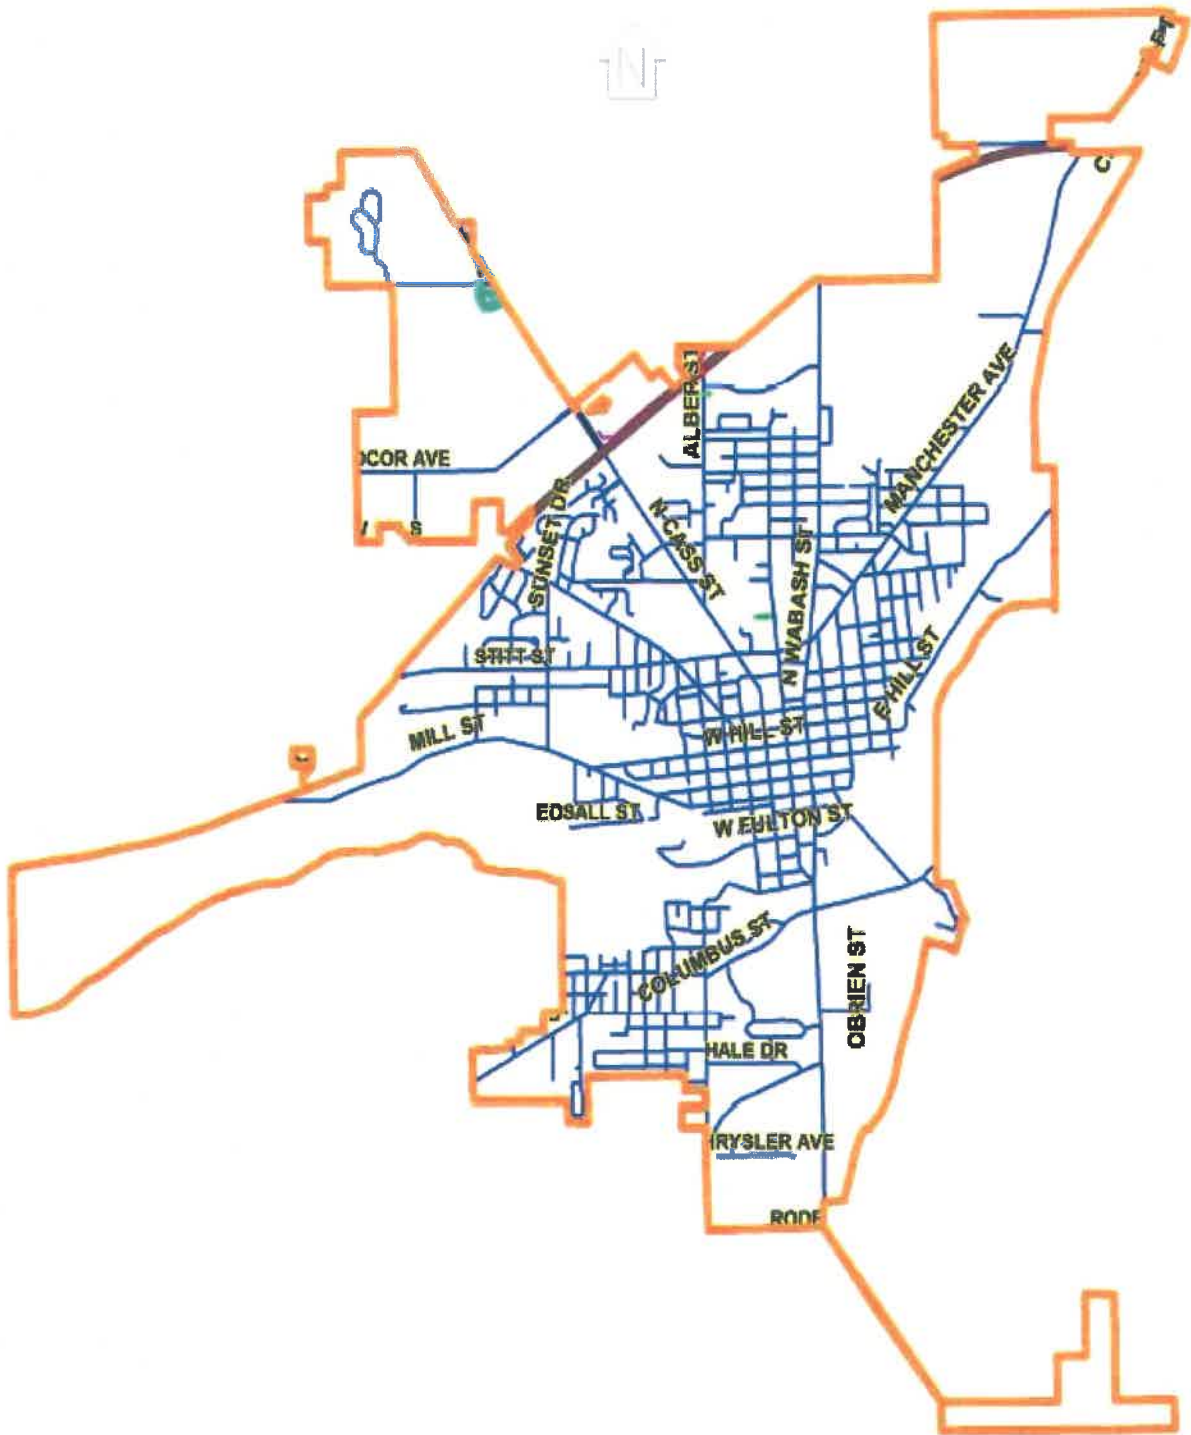 N
C
ALBER ST
MANCHESTER AVE
OCOR AVE
S
SUNSET DR
N CASS ST
N WABASH ST
STITT ST
E HILL ST
MILL ST
W HILL ST
EDSALL ST
W FULTON ST
COLUMBUS ST
OBRIEN ST
HALE DR
HRYSLER AVE
RODE